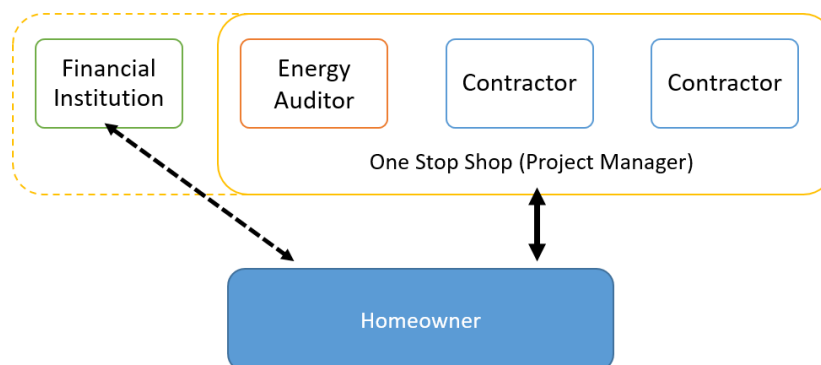 Financial
Institution
Energy
Auditor
Contractor
Contractor
One Stop Shop (Project Manager)
Homeowner